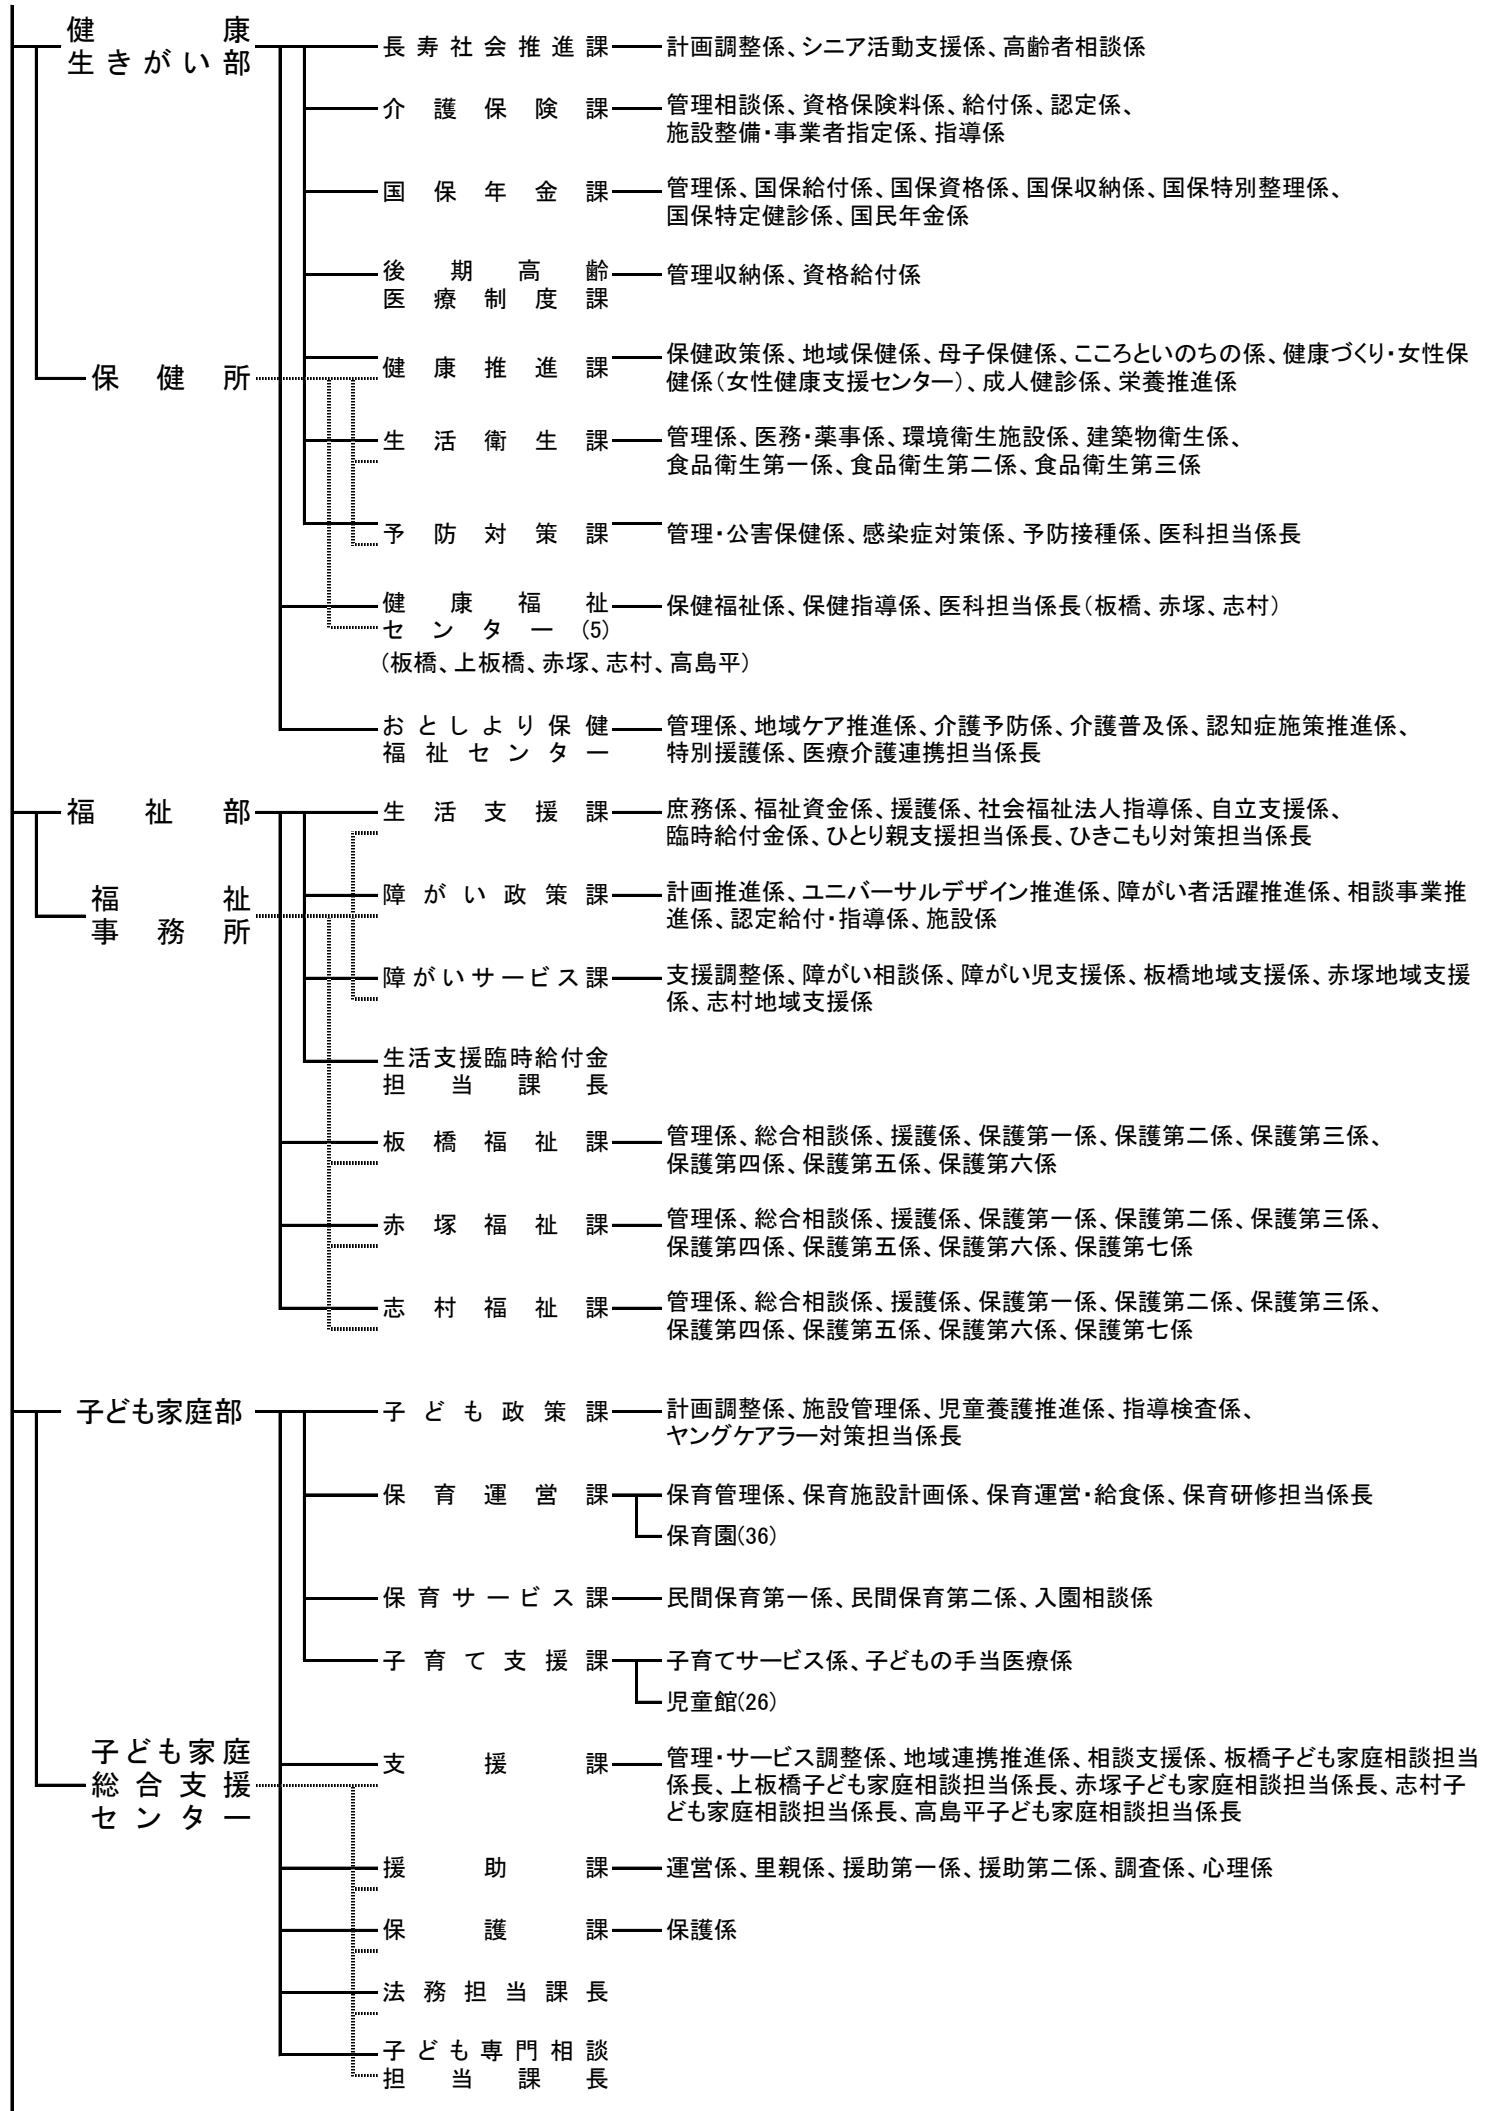 健康
生きがい部
長寿社会推進課
計画調整係、シニア活動支援係、高齢者相談係
介護保険課
管理相談係、資格保険料係、給付係、認定係、
施設整備・事業者指定係、指導係
国保年金課
管理係、国保給付係、国保資格係、国保収納係、国保特別整理係、
国保特定健診係、国民年金係
後期高齢
医療制度課
管理収納係、資格給付係
保健所
健康推進課
保健政策係、地域保健係、母子保健係、こころといのちの係、健康づくり・女性保
健係（女性健康支援センター）、成人健診係、栄養推進係
生活衛生課
管理係、医務・薬事係、環境衛生施設係、建築物衛生係、
食品衛生第一係、食品衛生第二係、食品衛生第三係
予防対策課
管理・公害保健係、感染症対策係、予防接種係、医科担当係長
健康福祉
センター(5)
（板橋、上板橋、赤塚、志村、高島平）
保健福祉係、保健指導係、医科担当係長（板橋、赤塚、志村）
おとしより保健
福祉センター
管理係、地域ケア推進係、介護予防係、介護普及係、認知症施策推進係、
特別援護係、医療介護連携担当係長
福祉部
生活支援課
庶務係、福祉資金係、援護係、社会福祉法人指導係、自立支援係、
臨時給付金係、ひとり親支援担当係長、ひきこもり対策担当係長
福祉
事務所
障がい政策課
計画推進係、ユニバーサルデザイン推進係、障がい者活躍推進係、相談事業推
進係、認定給付・指導係、施設係
障がいサービス課
支援調整係、障がい相談係、障がい児支援係、板橋地域支援係、赤塚地域支援
係、志村地域支援係
生活支援臨時給付金
担当課長
板橋福祉課
管理係、総合相談係、援護係、保護第一係、保護第二係、保護第三係、
保護第四係、保護第五係、保護第六係
赤塚福祉課
管理係、総合相談係、援護係、保護第一係、保護第二係、保護第三係、
保護第四係、保護第五係、保護第六係、保護第七係
志村福祉課
管理係、総合相談係、援護係、保護第一係、保護第二係、保護第三係、
保護第四係、保護第五係、保護第六係、保護第七係
子ども家庭部
子ども政策課
計画調整係、施設管理係、児童養護推進係、指導検査係、
ヤングケアラー対策担当係長
保育運営課
保育管理係、保育施設計画係、保育運営・給食係、保育研修担当係長
保育園(36)
保育サービス課
民間保育第一係、民間保育第二係、入園相談係
子育て支援課
子育てサービス係、子どもの手当医療係
児童館(26)
子ども家庭
総合支援
センター
支援課
管理・サービス調整係、地域連携推進係、相談支援係、板橋子ども家庭相談担当
係長、上板橋子ども家庭相談担当係長、赤塚子ども家庭相談担当係長、志村子
ども家庭相談担当係長、高島平子ども家庭相談担当係長
援助課
運営係、里親係、援助第一係、援助第二係、調査係、心理係
保護課
保護係
法務担当課長
子ども専門相談
担当課長